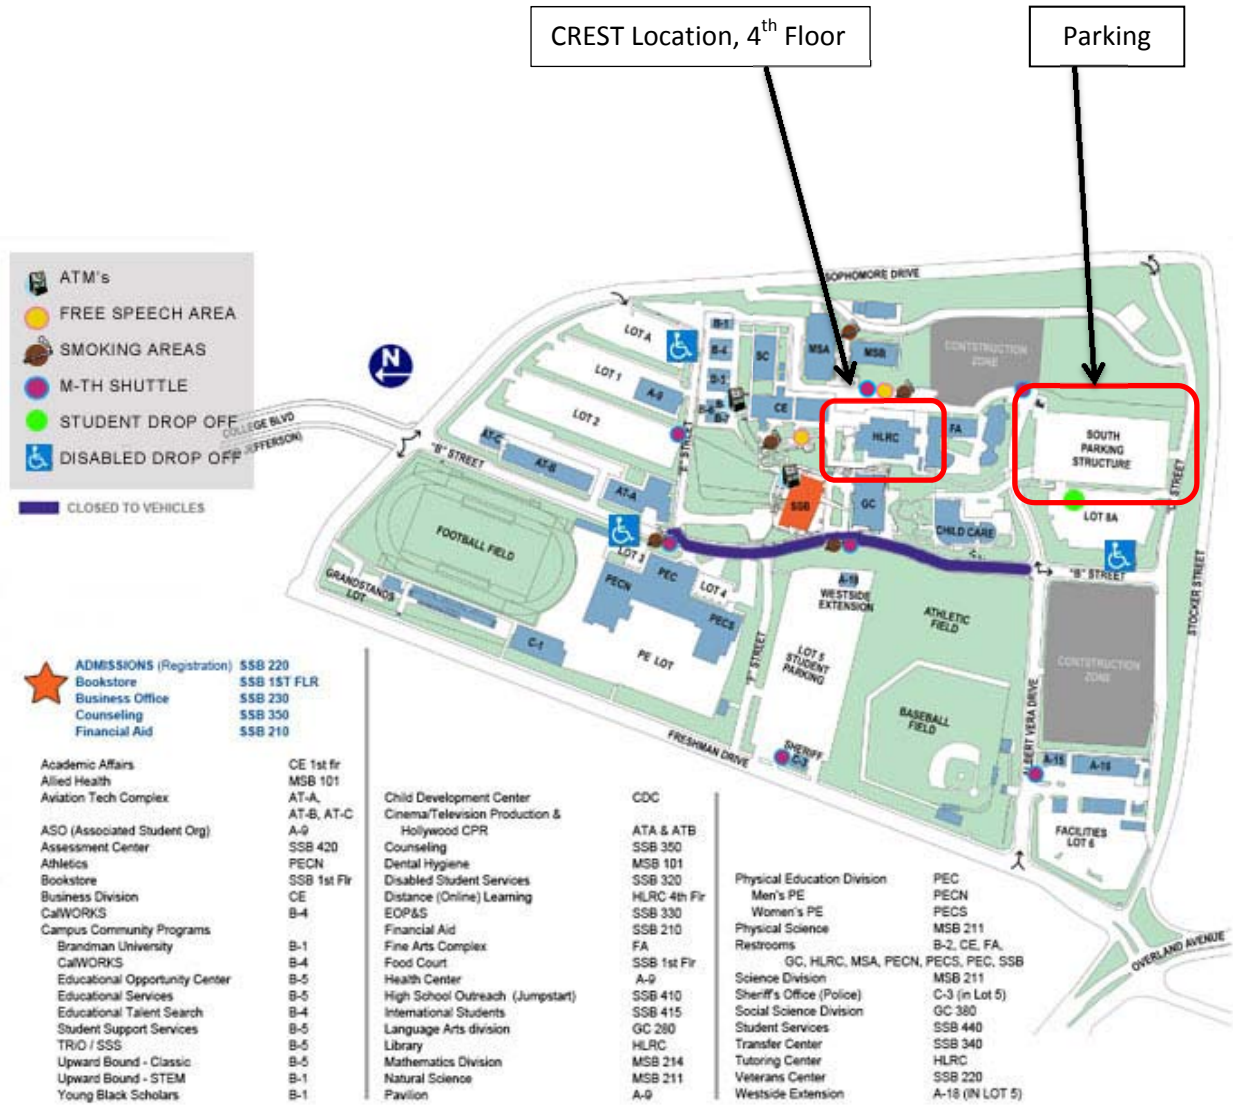 CREST Location, 4th Floor
Parking
ATM's
FREE SPEECH AREA
SMOKING AREAS
M-TH SHUTTLE
STUDENT DROP OFF
DISABLED DROP OFF
CLOSED TO VEHICLES
N
COLLEGE BLVD
JEFFERSON)
SOPHOMORE DRIVE
LOT A
LOT 1
LOT 2
A-9
B-1
B-4
B-5
B-6
B-7
SC
MSA
MSB
CONTSTRUCTION
ZONE
CE
HLRC
FA
SOUTH
PARKING
STRUCTURE
"B" STREET
AT-C
AT-B
AT-A
"E" STREET
SSB
GC
CHILD CARE
LOT 8A
STREET
STOCKER STREET
"B" STREET
FOOTBALL FIELD
GRANDSTANDS
LOT
LOT 3
PEC
PECN
LOT 4
PECS
C-1
PE LOT
"F" STREET
A-18
WESTSIDE
EXTENSION
LOT 5
STUDENT
PARKING
ATHLETIC
FIELD
BASEBALL
FIELD
CONTSTRUCTION
ZONE
ALBERT VERA DRIVE
FRESHMAN DRIVE
SHERIFF
C-3
A-15
A-16
FACILITIES
LOT 6
OVERLAND AVENUE
ADMISSIONS (Registration) SSB 220
Bookstore SSB 1ST FLR
Business Office SSB 230
Counseling SSB 350
Financial Aid SSB 210
Academic Affairs CE 1st flr
Allied Health MSB 101
Aviation Tech Complex AT-A,
AT-B, AT-C
ASO (Associated Student Org) A-9
Assessment Center SSB 420
Athletics PECN
Bookstore SSB 1st Flr
Business Division CE
CalWORKS B-4
Campus Community Programs
Brandman University B-1
CalWORKS B-4
Educational Opportunity Center B-5
Educational Services B-5
Educational Talent Search B-4
Student Support Services B-5
TRiO / SSS B-5
Upward Bound - Classic B-5
Upward Bound - STEM B-1
Young Black Scholars B-1
Child Development Center CDC
Cinema/Television Production &
Hollywood CPR ATA & ATB
Counseling SSB 350
Dental Hygiene MSB 101
Disabled Student Services SSB 320
Distance (Online) Learning HLRC 4th Flr
EOP&S SSB 330
Financial Aid SSB 210
Fine Arts Complex FA
Food Court SSB 1st Flr
Health Center A-9
High School Outreach (Jumpstart) SSB 410
International Students SSB 415
Language Arts division GC 280
Library HLRC
Mathematics Division MSB 214
Natural Science MSB 211
Pavilion A-9
Physical Education Division PEC
Men's PE PECN
Women's PE PECS
Physical Science MSB 211
Restrooms B-2, CE, FA,
GC, HLRC, MSA, PECN, PECS, PEC, SSB
Science Division MSB 211
Sheriff's Office (Police) C-3 (in Lot 5)
Social Science Division GC 380
Student Services SSB 440
Transfer Center SSB 340
Tutoring Center HLRC
Veterans Center SSB 220
Westside Extension A-18 (IN LOT 5)